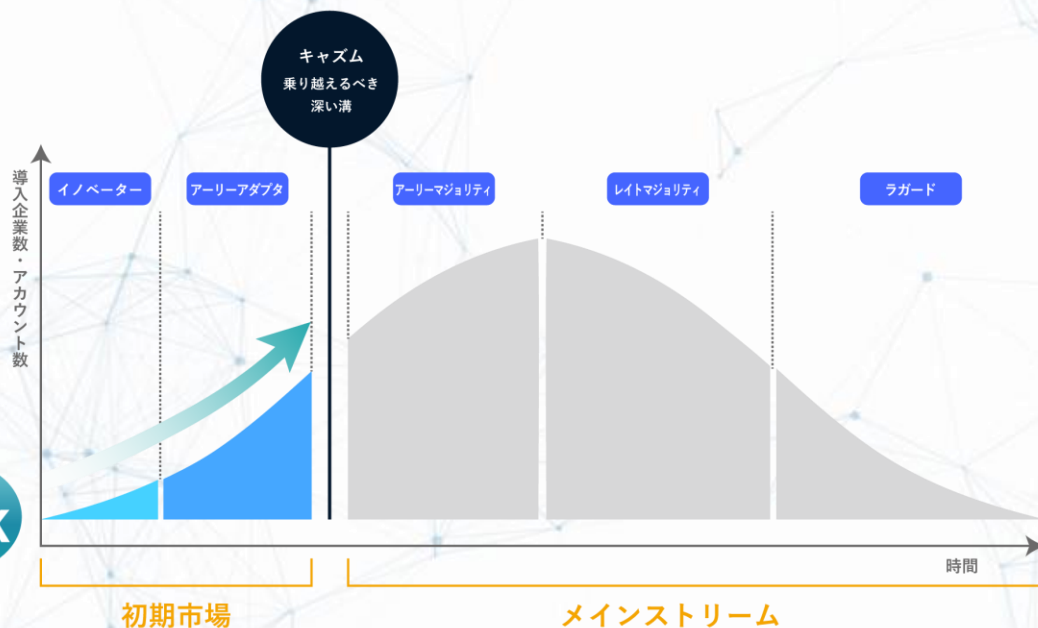 キャズム
乗り越えるべき
深い溝
導入企業数・アカウント数
イノベーター
アーリーアダプタ
アーリーマジョリティ
レイトマジョリティ
ラガード
時間
初期市場
メインストリーム